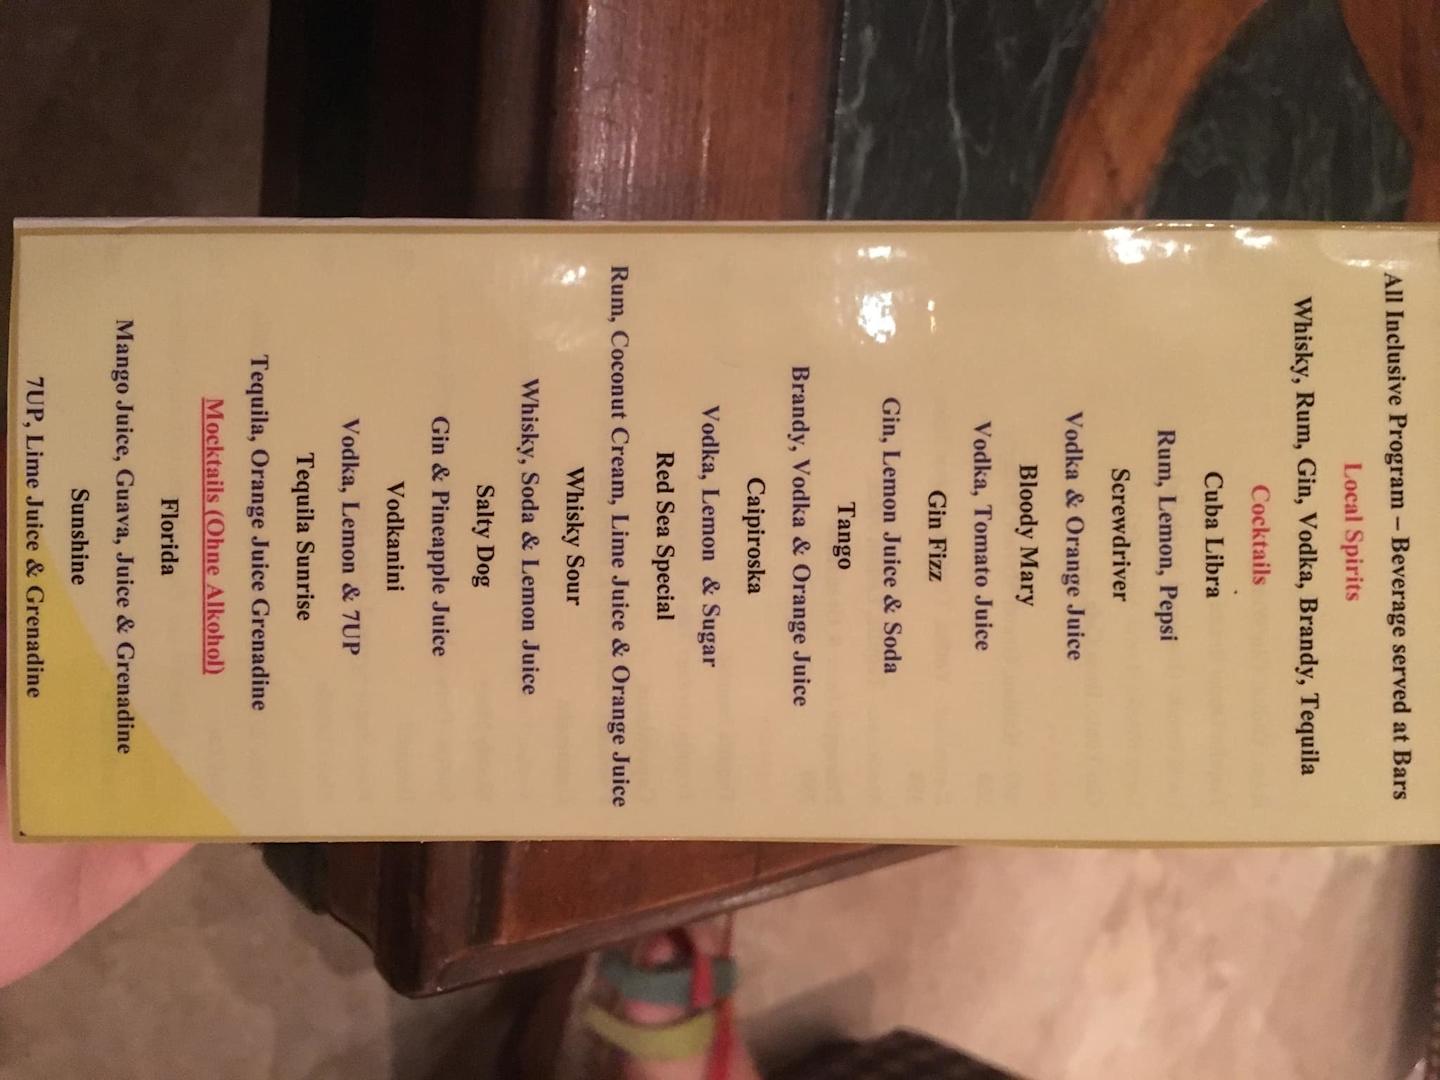 All Inclusive Program – Beverage served at Bars
Local Spirits
Whisky, Rum, Gin, Vodka, Brandy, Tequila
Cocktails
Cuba Libra
Rum, Lemon, Pepsi
Screwdriver
Vodka & Orange Juice
Bloody Mary
Vodka, Tomato Juice
Gin Fizz
Gin, Lemon Juice & Soda
Tango
Brandy, Vodka & Orange Juice
Caipiroska
Vodka, Lemon & Sugar
Red Sea Special
Rum, Coconut Cream, Lime Juice & Orange Juice
Whisky Sour
Whisky, Soda & Lemon Juice
Salty Dog
Gin & Pineapple Juice
Vodkanini
Vodka, Lemon & 7UP
Tequila Sunrise
Tequila, Orange Juice Grenadine
Mocktails (Ohne Alkohol)
Florida
Mango Juice, Guava, Juice & Grenadine
Sunshine
7UP, Lime Juice & Grenadine